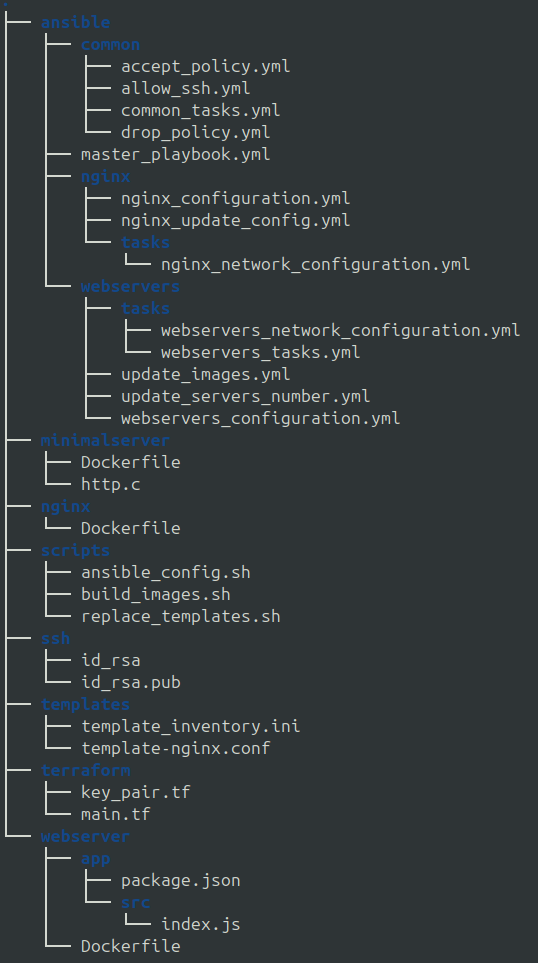 .
ansible
common
accept_policy.yml
allow_ssh.yml
common_tasks.yml
drop_policy.yml
master_playbook.yml
nginx
nginx_configuration.yml
nginx_update_config.yml
tasks
nginx_network_configuration.yml
webservers
tasks
webservers_network_configuration.yml
webservers_tasks.yml
update_images.yml
update_servers_number.yml
webservers_configuration.yml
minimalserver
Dockerfile
http.c
nginx
Dockerfile
scripts
ansible_config.sh
build_images.sh
replace_templates.sh
ssh
id_rsa
id_rsa.pub
templates
template_inventory.ini
template-nginx.conf
terraform
key_pair.tf
main.tf
webserver
app
package.json
src
index.js
Dockerfile